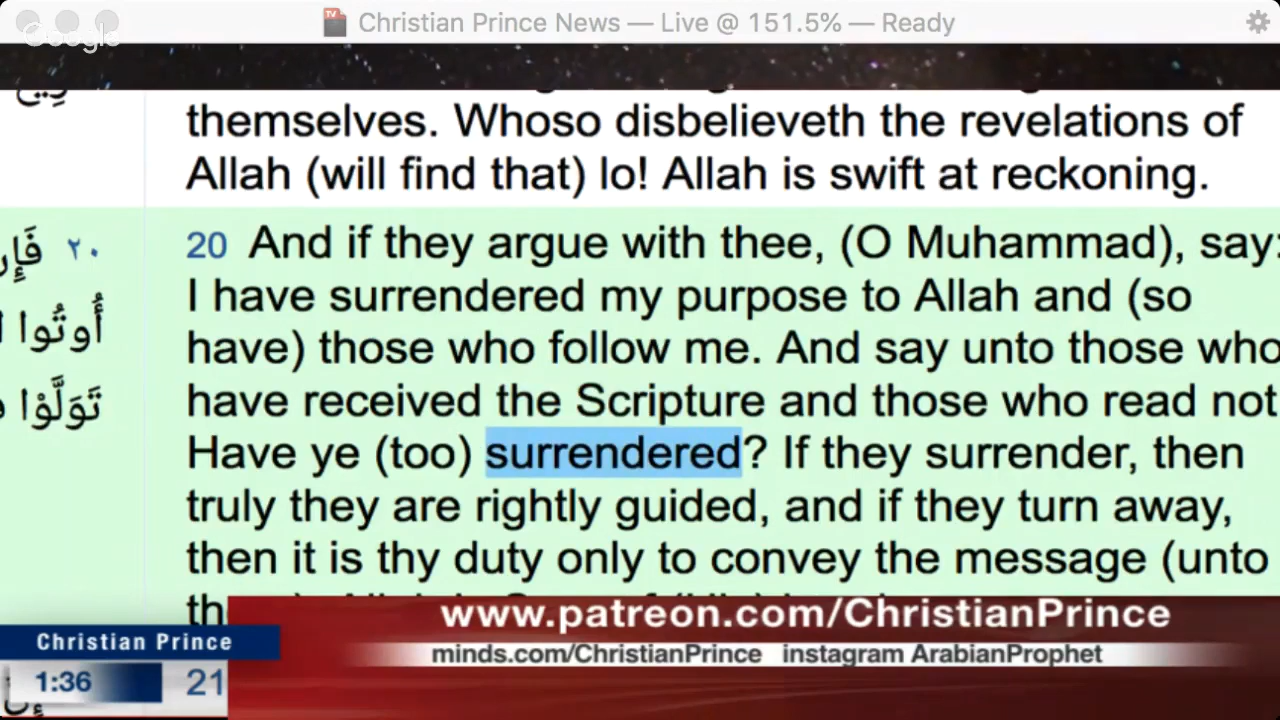 Christian Prince News — Live @ 151.5% — Ready
Google
themselves. Whoso disbelieveth the revelations of
Allah (will find that) lo! Allah is swift at reckoning.
٢٠
أُوتُوا
تَوَلَّوْا
20 And if they argue with thee, (O Muhammad), say:
I have surrendered my purpose to Allah and (so
have) those who follow me. And say unto those who
have received the Scripture and those who read not
Have ye (too) surrendered? If they surrender, then
truly they are rightly guided, and if they turn away,
then it is thy duty only to convey the message (unto
www.patreon.com/ChristianPrince
Christian Prince
minds.com/ChristianPrince instagram ArabianProphet
1:36
21